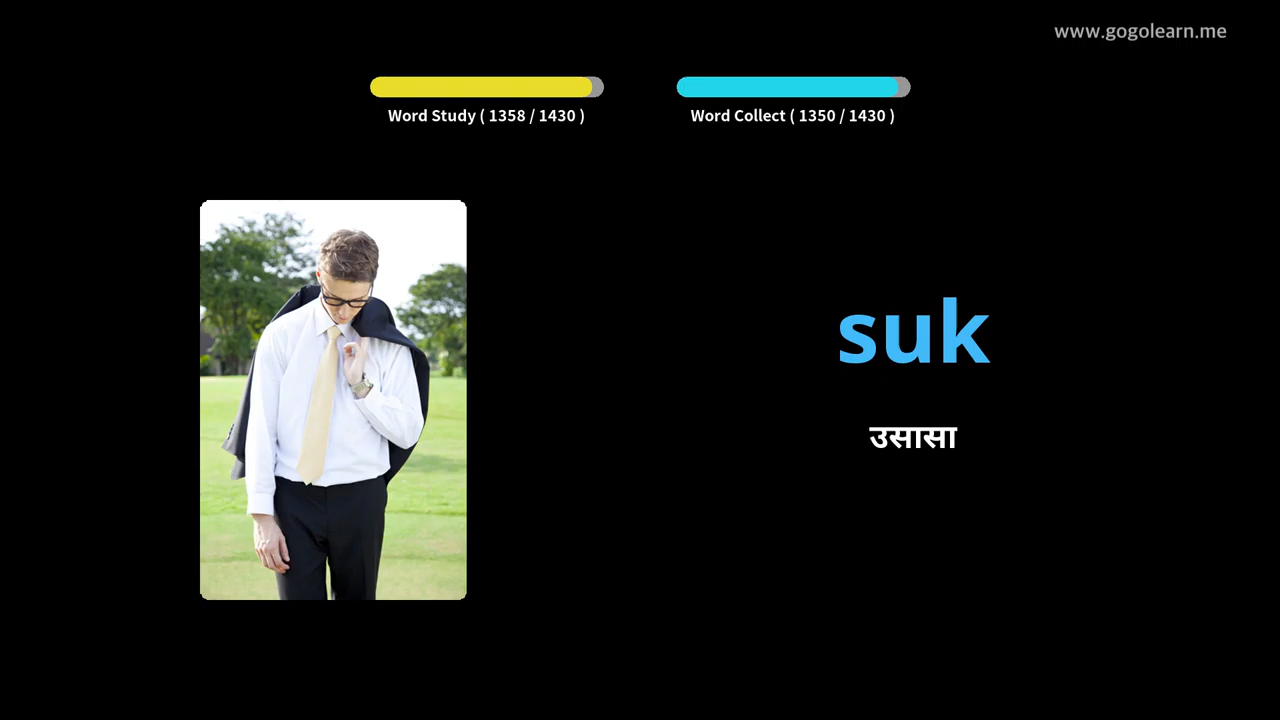 www.gogolearn.me
Word Study ( 1358 / 1430 )
Word Collect ( 1350 / 1430 )
suk
उसासा